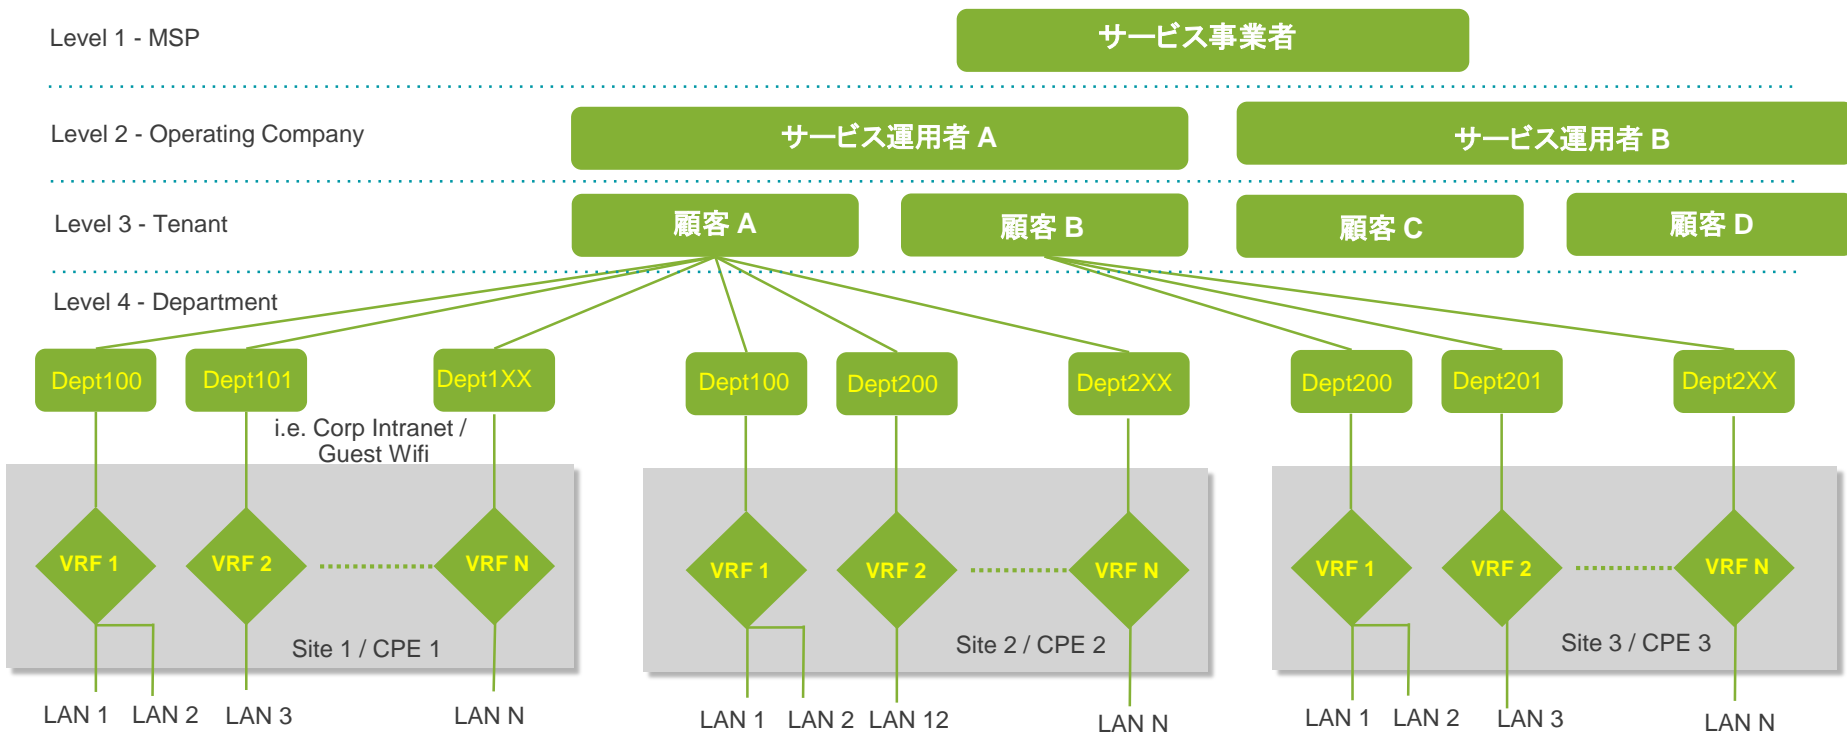 Level 1 - MSP
サービス事業者
Level 2 - Operating Company
サービス運用者 A
サービス運用者 B
Level 3 - Tenant
顧客 A
顧客 B
顧客 C
顧客 D
Level 4 - Department
Dept100
Dept101
Dept1XX
Dept100
Dept200
Dept2XX
Dept200
Dept201
Dept2XX
i.e. Corp Intranet /
Guest Wifi
VRF 1
VRF 2
VRF N
VRF 1
VRF 2
VRF N
VRF 1
VRF 2
VRF N
Site 1 / CPE 1
Site 2 / CPE 2
Site 3 / CPE 3
LAN 1
LAN 2
LAN 3
LAN N
LAN 1
LAN 2
LAN 12
LAN N
LAN 1
LAN 2
LAN 3
LAN N